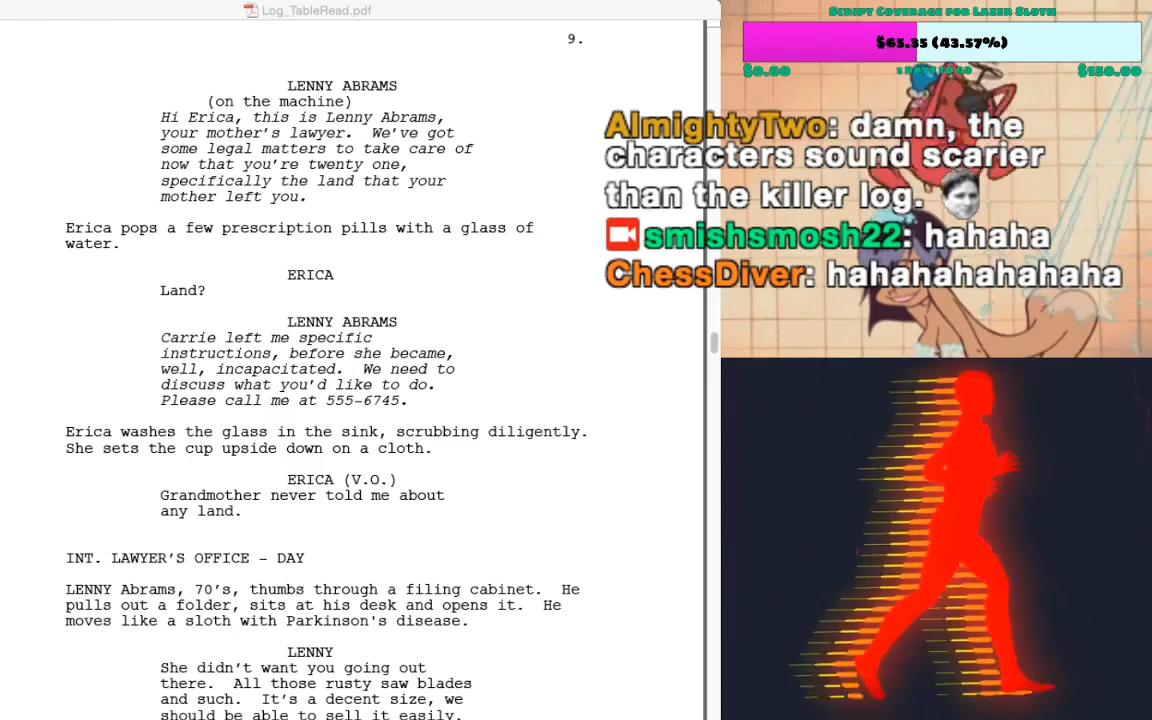 Log_TableRead.pdf
9.
LENNY ABRAMS
(on the machine)
Hi Erica, this is Lenny Abrams,
your mother's lawyer. We've got
some legal matters to take care of
now that you're twenty one,
specifically the land that your
mother left you.
Erica pops a few prescription pills with a glass of
water.
ERICA
Land?
LENNY ABRAMS
Carrie left me specific
instructions, before she became,
well, incapacitated. We need to
discuss what you'd like to do.
Please call me at 555-6745.
Erica washes the glass in the sink, scrubbing diligently.
She sets the cup upside down on a cloth.
ERICA (V.O.)
Grandmother never told me about
any land.
INT. LAWYER'S OFFICE - DAY
LENNY Abrams, 70's, thumbs through a filing cabinet. He
pulls out a folder, sits at his desk and opens it. He
moves like a sloth with Parkinson's disease.
LENNY
She didn't want you going out
there. All those rusty saw blades
and such. It's a decent size, we
should be able to sell it easily.
Script Coverage for Lazer Sloth
$65.35 (43.57%)
$0.00
$150.00
AlmightyTwo: damn, the
characters sound scarier
than the killer log.
smishsmosh22: hahaha
ChessDiver: hahahahahahaha